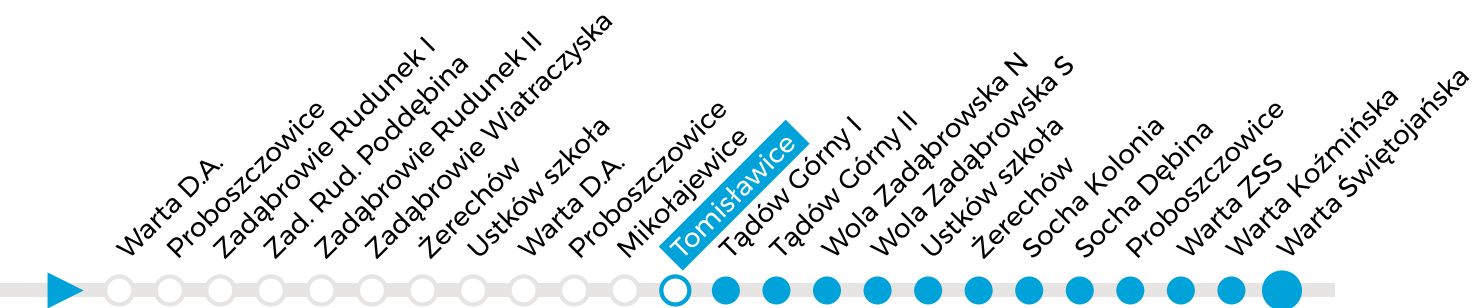 Warta D.A.
Proboszczowice
Zadąbrowie Rudunek I
Zad. Rud. Poddębina
Zadąbrowie Rudunek II
Zadąbrowie Wiatraczyska
Żerechów
Ustków szkoła
Warta D.A.
Proboszczowice
Mikołajewice
Tomisławice
Tądów Górny I
Tądów Górny II
Wola Zadąbrowska N
Wola Zadąbrowska S
Ustków szkoła
Żerechów
Socha Kolonia
Socha Dębina
Proboszczowice
Warta ZSS
Warta Koźmińska
Warta Świętojańska